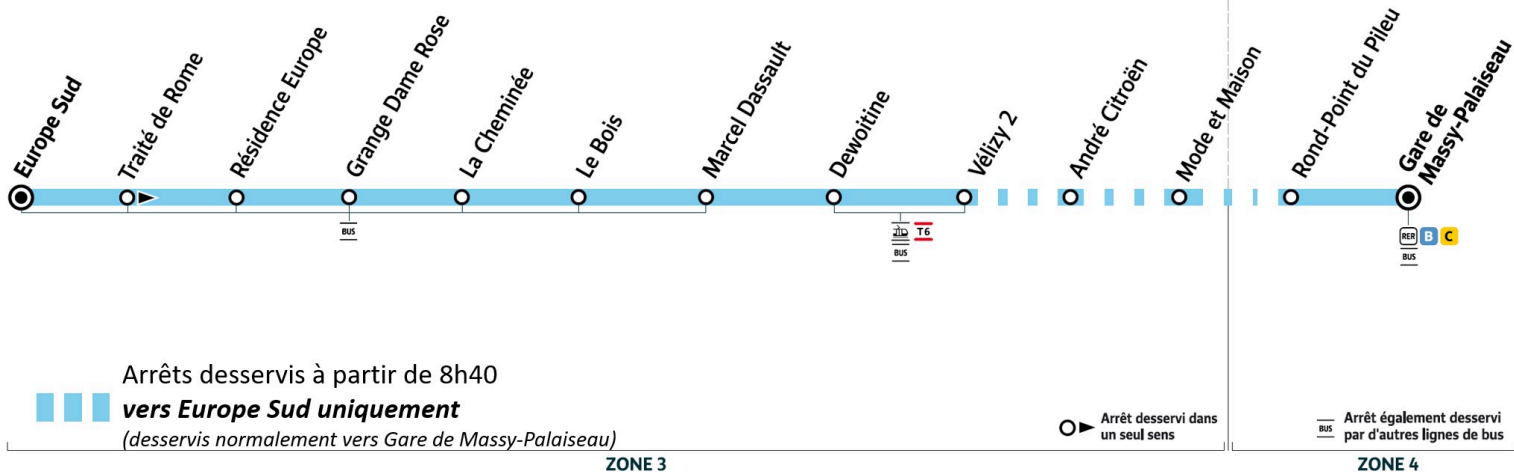 Europe Sud
Traité de Rome
Résidence Europe
Grange Dame Rose
La Cheminée
Le Bois
Marcel Dassault
Dewoitine
Vélizy 2
André Citroën
Mode et Maison
Rond-Point du Pileu
Gare de
Massy-Palaiseau
BUS
T6
BUS
RER B C
BUS
Arrêts desservis à partir de 8h40
vers Europe Sud uniquement
(desservis normalement vers Gare de Massy-Palaiseau)
Arrêt desservi dans
un seul sens
BUS
Arrêt également desservi
par d'autres lignes de bus
ZONE 3
ZONE 4